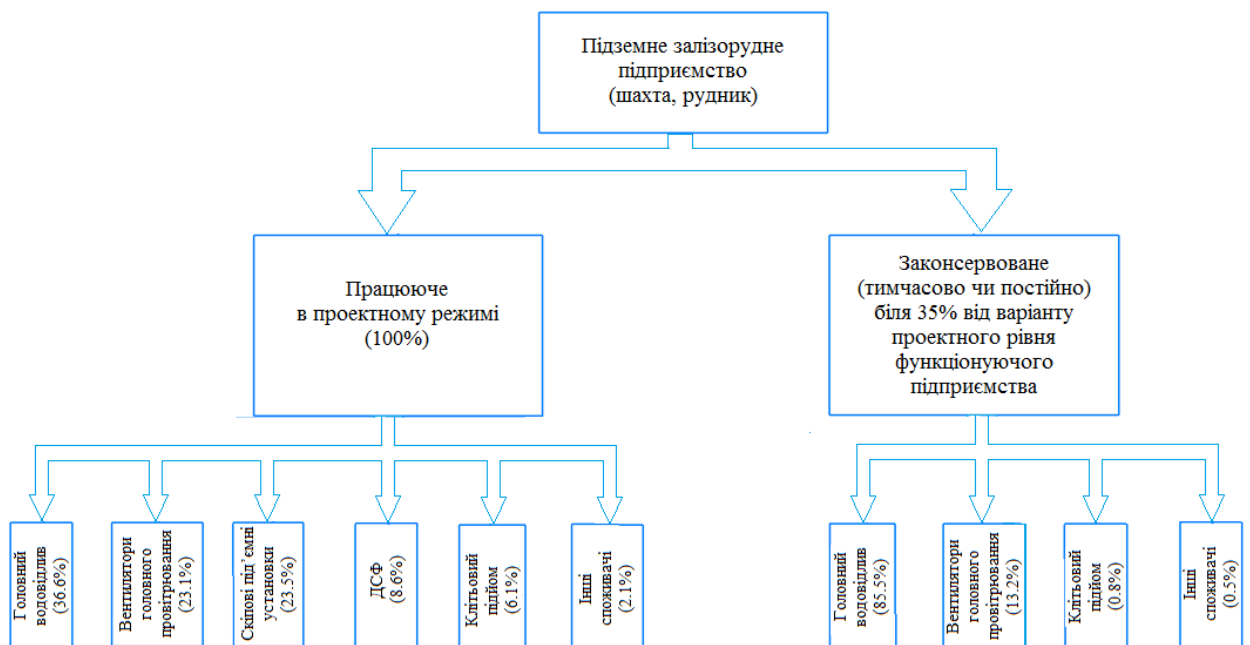 Підземне залізорудне
підприємство
(шахта, рудник)
Працююче
в проектному режимі
(100%)
Законсервоване
(тимчасово чи постійно)
біля 35% від варіанту
проектного рівня
функціонуючого
підприємства
Головний
водовідлив
(36.6%)
Вентилятори
головного
провітрювання
(23.1%)
Скіпові під`ємні
установки
(23.5%)
ДСФ
(8.6%)
Клітьовий
підйом
(6.1%)
Інші
споживачі
(2.1%)
Головний
водовідлив
(85.5%)
Вентилятори
головного
провітрювання
(13.2%)
Клітьовий
підйом
(0.8%)
Інші
споживачі
(0.5%)